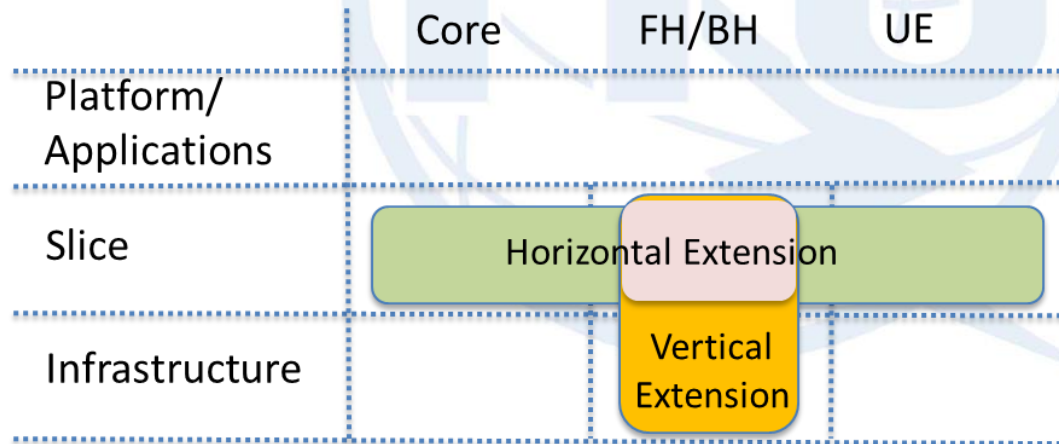 Core FH/BH UE
Platform/
Applications
Slice
Horizontal Extension
Infrastructure
Vertical
Extension